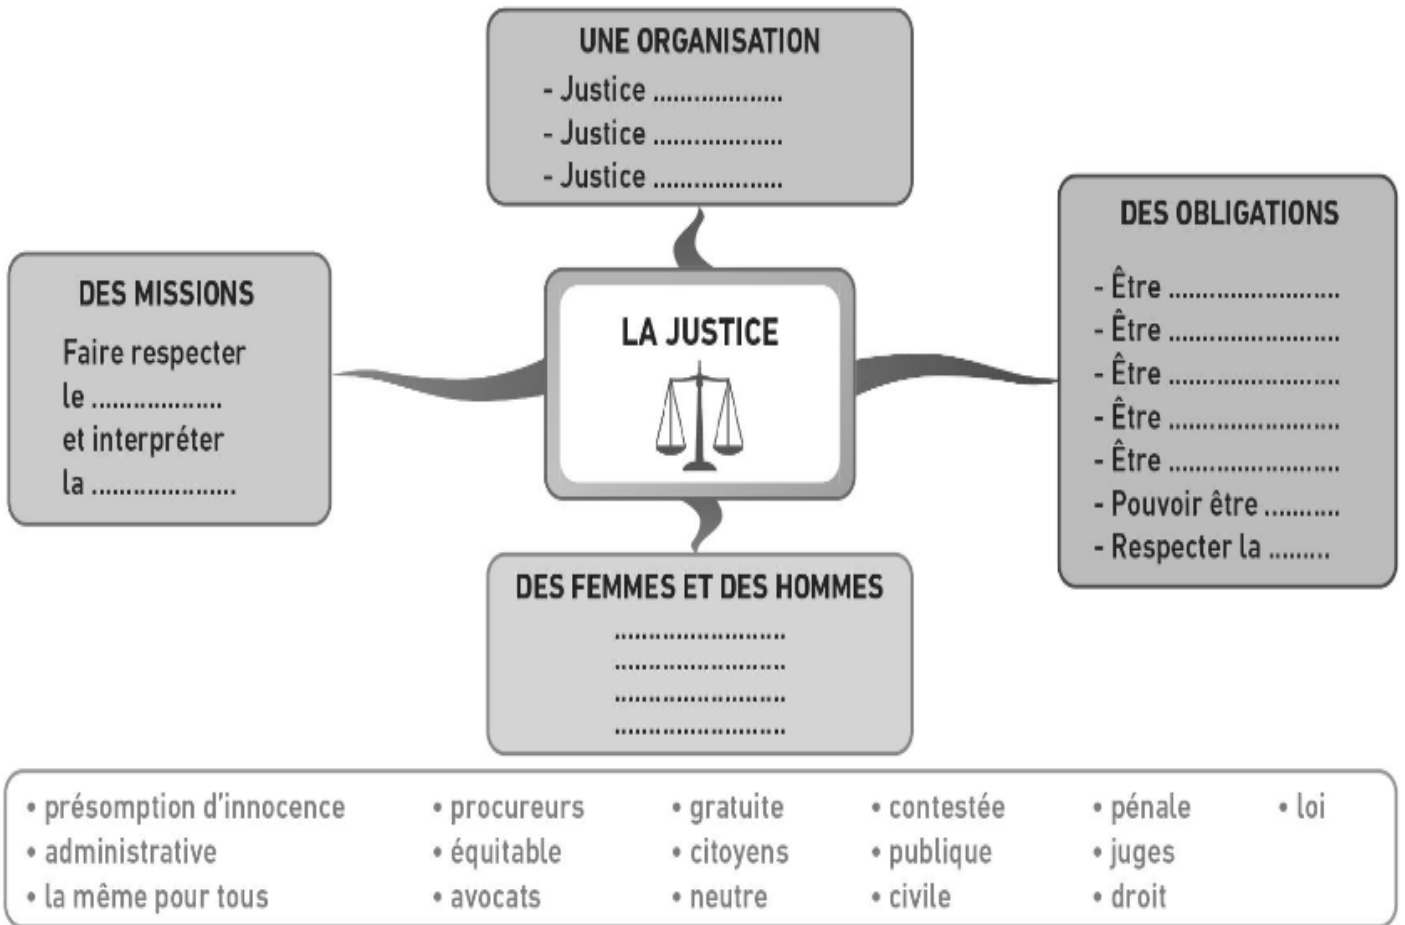 UNE ORGANISATION
- Justice ...................
- Justice ...................
- Justice ...................
DES OBLIGATIONS
- Être .........................
- Être .........................
- Être .........................
- Être .........................
- Être .........................
- Pouvoir être ...........
- Respecter la .........
DES MISSIONS
Faire respecter
le ...................
et interpréter
la .....................
LA JUSTICE
DES FEMMES ET DES HOMMES
.........................
.........................
.........................
.........................
• présomption d'innocence • procureurs • gratuite • contestée • pénale • loi
• administrative • équitable • citoyens • publique • juges
• la même pour tous • avocats • neutre • civile • droit